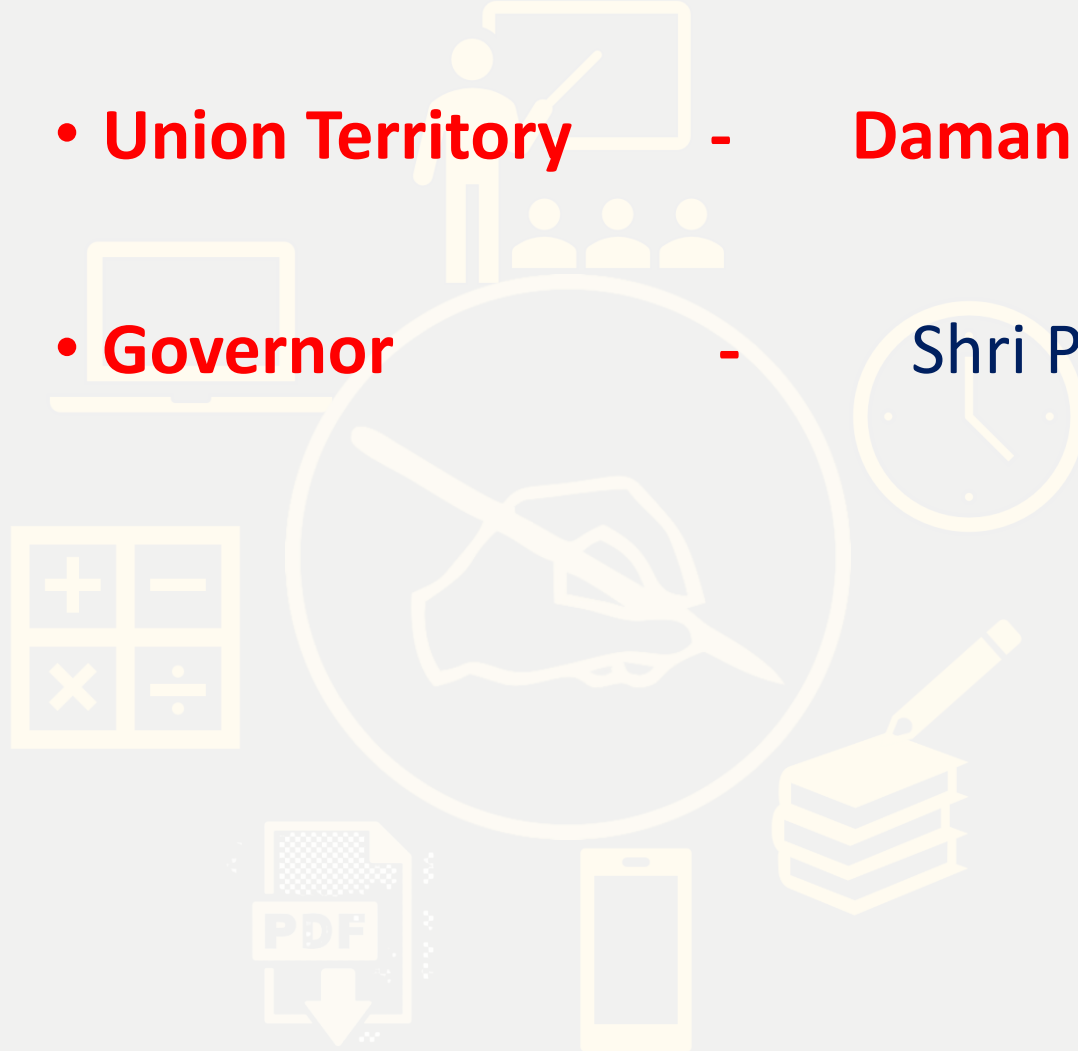 • Union Territory - Daman
• Governor - Shri P
PDF